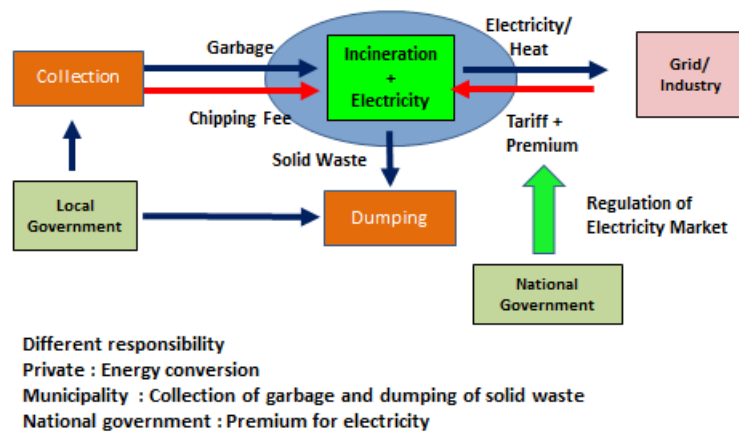 Garbage
Incineration
+
Electricity
Electricity/
Heat
Collection
Grid/
Industry
Chipping Fee
Tariff +
Premium
Solid Waste
Local
Government
Dumping
Regulation of
Electricity Market
National
Government
Different responsibility
Private : Energy conversion
Municipality : Collection of garbage and dumping of solid waste
National government : Premium for electricity